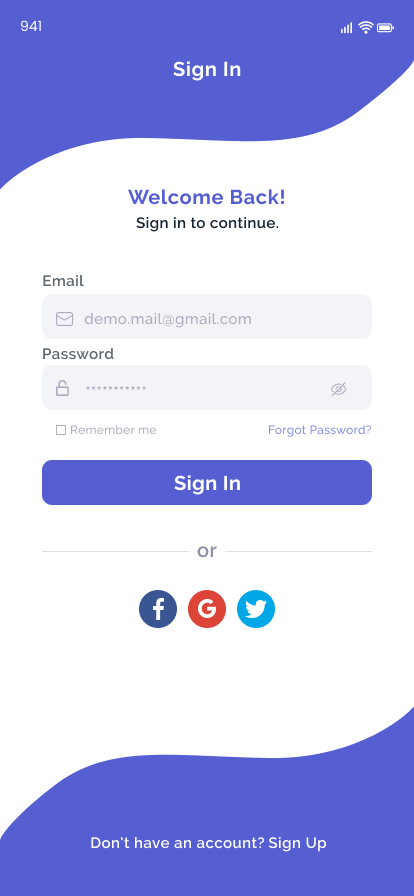 941
Sign In
Welcome Back!
Sign in to continue.
Email
demo.mail@gmail.com
Password
***********
Remember me
Forgot Password?
Sign In
or
Don't have an account? Sign Up